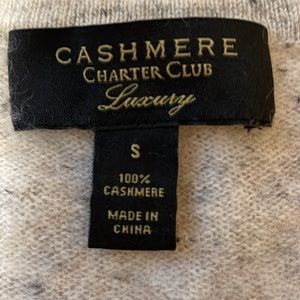 CASHMERE
CHARTER CLUB
Luxury
S
100%
CASHMERE
MADE IN
CHINA